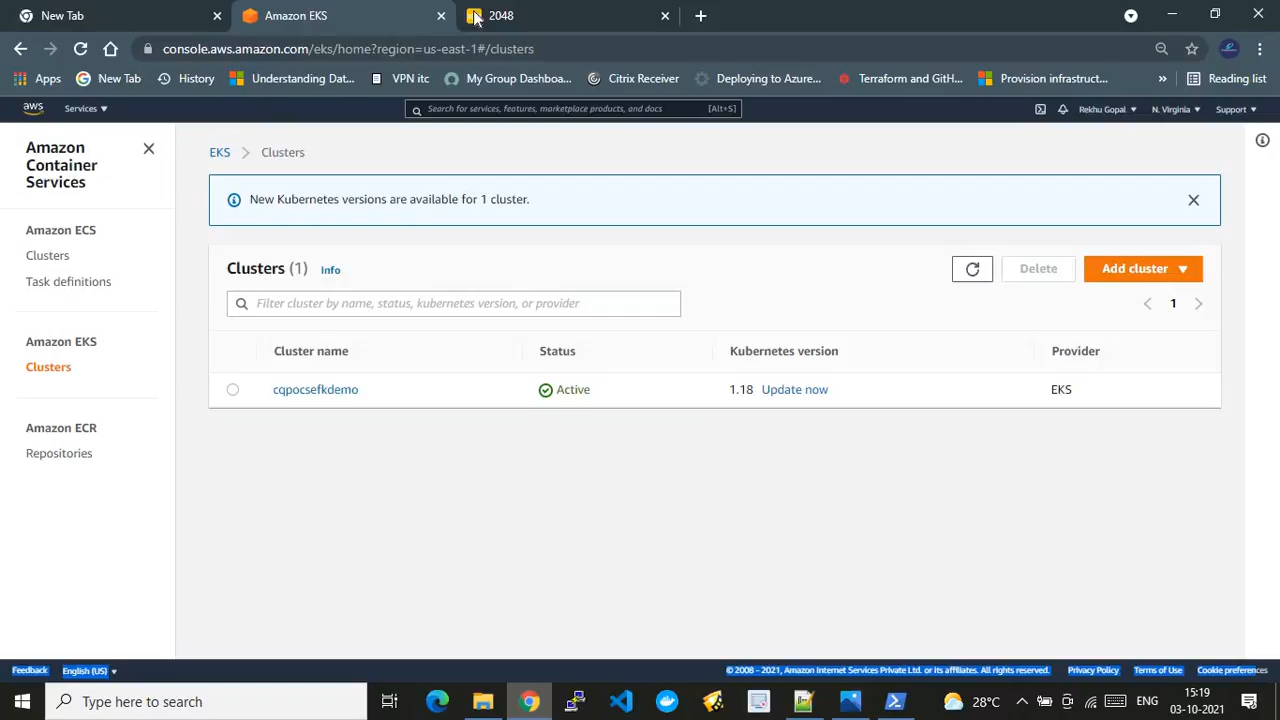 New Tab
Amazon EKS
2048
console.aws.amazon.com/eks/home?region=us-east-1#/clusters
Apps
New Tab
History
Understanding Dat...
VPN itc
My Group Dashboa...
Citrix Receiver
Deploying to Azure...
Terraform and GitH...
Provision infrastruct...
»
Reading list
aws
Services
Search for services, features, marketplace products, and docs
[Alt+S]
Rekhu Gopal
N. Virginia
Support
Amazon Container Services
EKS
Clusters
New Kubernetes versions are available for 1 cluster.
Amazon ECS
Clusters
Task definitions
Amazon EKS
Clusters
Amazon ECR
Repositories
Clusters (1)
Info
Delete
Add cluster
Filter cluster by name, status, kubernetes version, or provider
1
Cluster name
Status
Kubernetes version
Provider
cqpocsefkdemo
Active
1.18 Update now
EKS
Feedback
English (US)
© 2008 - 2021, Amazon Internet Services Private Ltd. or its affiliates. All rights reserved.
Privacy Policy
Terms of Use
Cookie preferences
Type here to search
28°C
ENG
15:19
03-10-2021